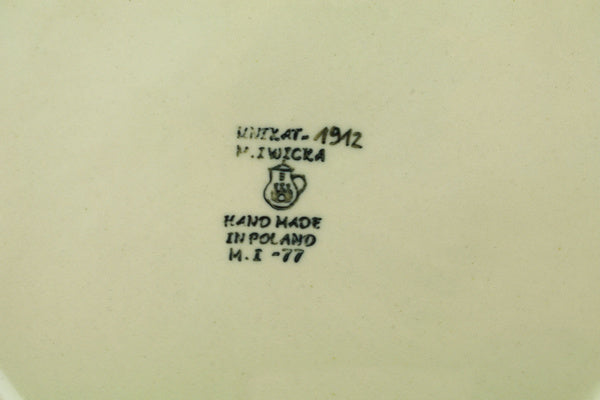 UNIKAT-1912
M.IWICKA
HAND MADE
IN POLAND
M.I-77